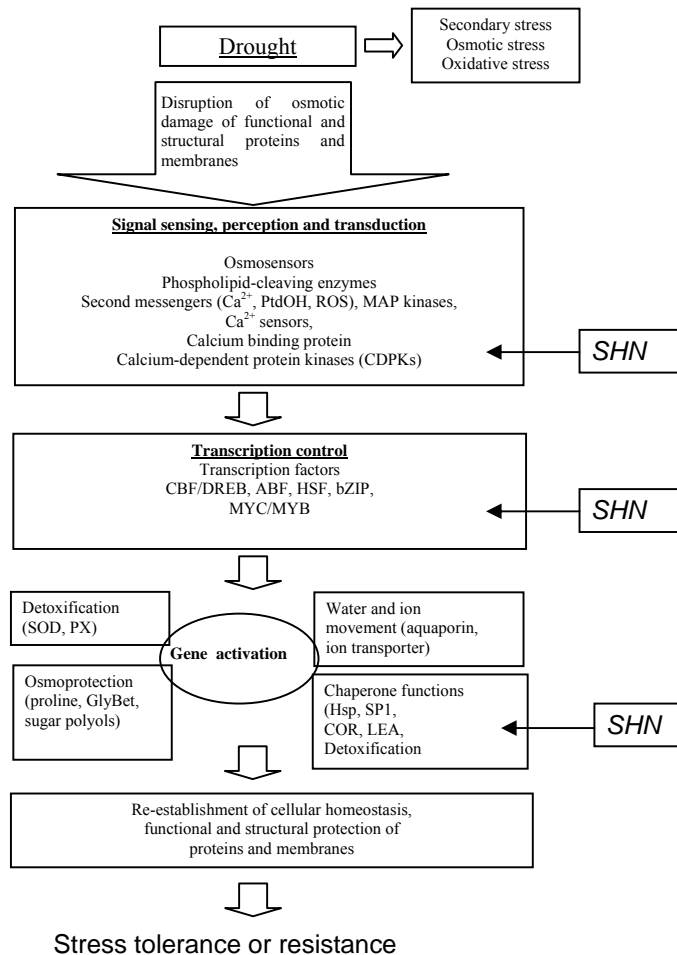 Drought
Secondary stress
Osmotic stress
Oxidative stress
Disruption of osmotic
damage of functional and
structural proteins and
membranes
Signal sensing, perception and transduction
Osmosensors
Phospholipid-cleaving enzymes
Second messengers (Ca²⁺, PtdOH, ROS), MAP kinases,
Ca²⁺ sensors,
Calcium binding protein
Calcium-dependent protein kinases (CDPKs)
SHN
Transcription control
Transcription factors
CBF/DREB, ABF, HSF, bZIP,
MYC/MYB
SHN
Detoxification
(SOD, PX)
Water and ion
movement (aquaporin,
ion transporter)
Gene activation
Osmoprotection
(proline, GlyBet,
sugar polyols)
Chaperone functions
(Hsp, SP1,
COR, LEA,
Detoxification
SHN
Re-establishment of cellular homeostasis,
functional and structural protection of
proteins and membranes
Stress tolerance or resistance